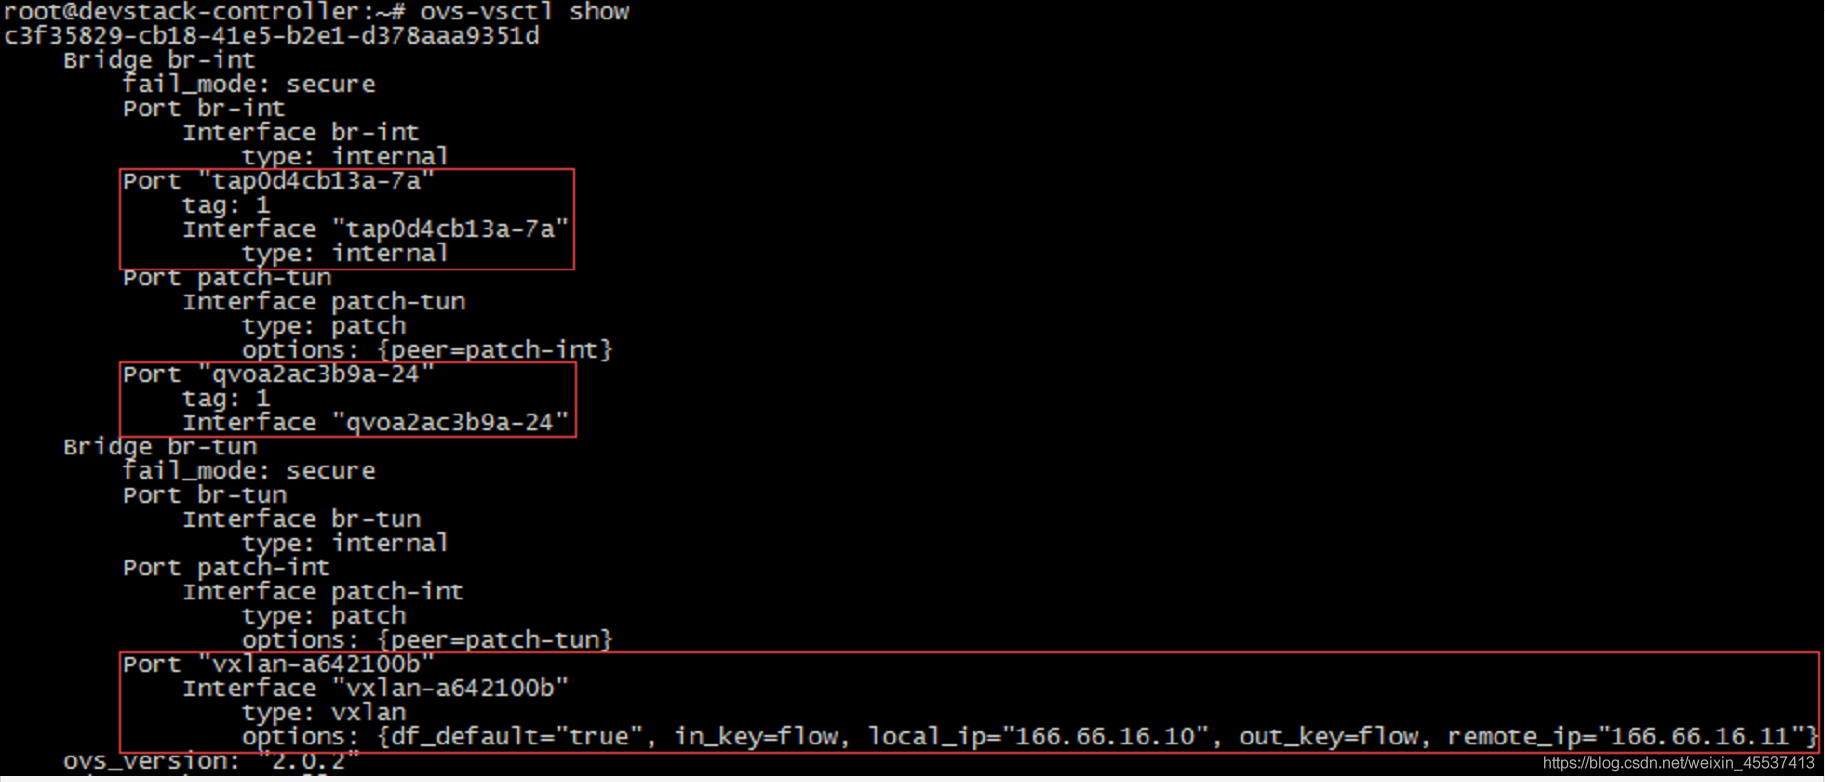 root@devstack-controller:~# ovs-vsctl show
c3f35829-cb18-41e5-b2e1-d378aaa9351d
    Bridge br-int
        fail_mode: secure
        Port br-int
            Interface br-int
                type: internal
        Port "tap0d4cb13a-7a"
            tag: 1
            Interface "tap0d4cb13a-7a"
                type: internal
        Port patch-tun
            Interface patch-tun
                type: patch
                options: {peer=patch-int}
        Port "qvoa2ac3b9a-24"
            tag: 1
            Interface "qvoa2ac3b9a-24"
    Bridge br-tun
        fail_mode: secure
        Port br-tun
            Interface br-tun
                type: internal
        Port patch-int
            Interface patch-int
                type: patch
                options: {peer=patch-tun}
        Port "vxlan-a642100b"
            Interface "vxlan-a642100b"
                type: vxlan
                options: {df_default="true", in_key=flow, local_ip="166.66.16.10", out_key=flow, remote_ip="166.66.16.11"}
    ovs_version: "2.0.2"
https://blog.csdn.net/weixin_45537413